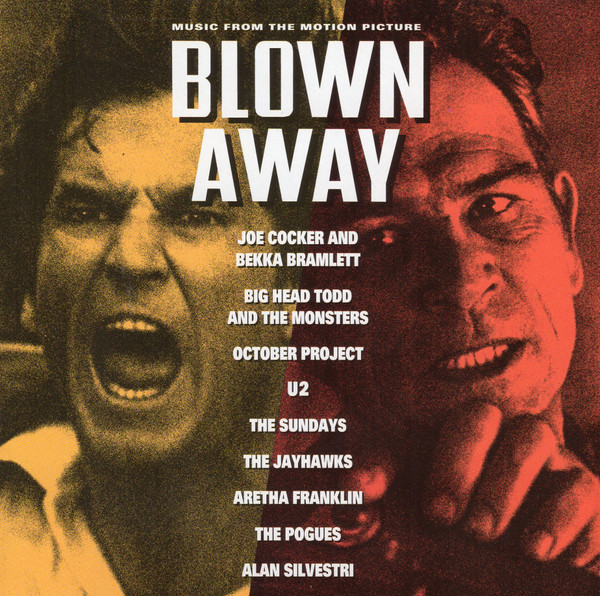 MUSIC FROM THE MOTION PICTURE
BLOWN
AWAY
JOE COCKER AND
BEKKA BRAMLETT
BIG HEAD TODD
AND THE MONSTERS
OCTOBER PROJECT
U2
THE SUNDAYS
THE JAYHAWKS
ARETHA FRANKLIN
THE POGUES
ALAN SILVESTRI